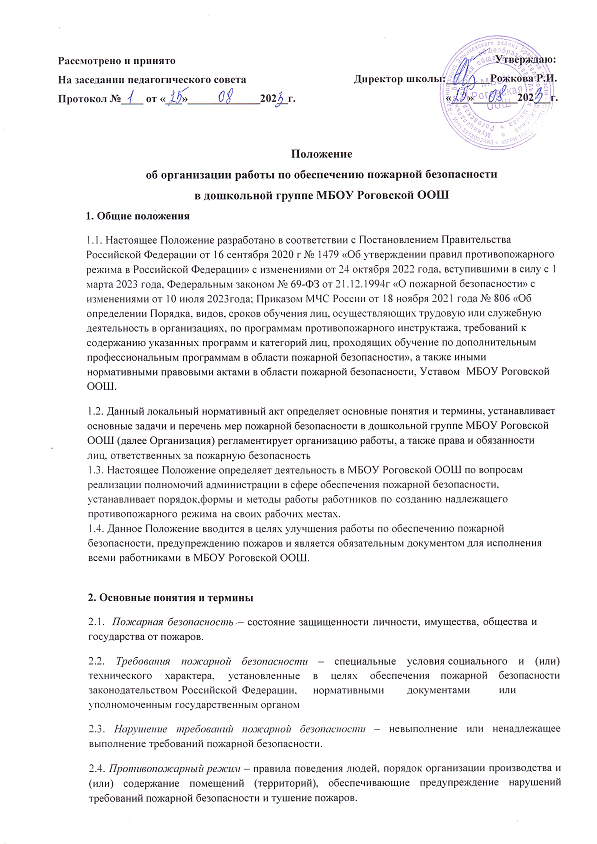 Рассмотрено и принято Утверждаю:
На заседании педагогического совета Директор школы: Рожкова Р.И.
Протокол № 1 от « 25 » 08 2023 г. « 25 » 08 2023 г.
МБОУ
Роговская
ООШ
Положение
об организации работы по обеспечению пожарной безопасности
в дошкольной группе МБОУ Роговской ООШ
1. Общие положения
1.1. Настоящее Положение разработано в соответствии с Постановлением Правительства
Российской Федерации от 16 сентября 2020 г № 1479 «Об утверждении правил противопожарного
режима в Российской Федерации» с изменениями от 24 октября 2022 года, вступившими в силу с 1
марта 2023 года, Федеральным законом № 69-ФЗ от 21.12.1994г «О пожарной безопасности» с
изменениями от 10 июля 2023года; Приказом МЧС России от 18 ноября 2021 года № 806 «Об
определении Порядка, видов, сроков обучения лиц, осуществляющих трудовую или служебную
деятельность в организациях, по программам противопожарного инструктажа, требований к
содержанию указанных программ и категорий лиц, проходящих обучение по дополнительным
профессиональным программам в области пожарной безопасности», а также иными
нормативными правовыми актами в области пожарной безопасности, Уставом МБОУ Роговской
ООШ.
1.2. Данный локальный нормативный акт определяет основные понятия и термины, устанавливает
основные задачи и перечень мер пожарной безопасности в дошкольной группе МБОУ Роговской
ООШ (далее Организация) регламентирует организацию работы, а также права и обязанности
лиц, ответственных за пожарную безопасность
1.3. Настоящее Положение определяет деятельность в МБОУ Роговской ООШ по вопросам
реализации полномочий администрации в сфере обеспечения пожарной безопасности,
устанавливает порядок,формы и методы работы работников по созданию надлежащего
противопожарного режима на своих рабочих местах.
1.4. Данное Положение вводится в целях улучшения работы по обеспечению пожарной
безопасности, предупреждению пожаров и является обязательным документом для исполнения
всеми работниками в МБОУ Роговской ООШ.
2. Основные понятия и термины
2.1. Пожарная безопасность – состояние защищенности личности, имущества, общества и
государства от пожаров.
2.2. Требования пожарной безопасности – специальные условия социального и (или)
технического характера, установленные в целях обеспечения пожарной безопасности
законодательством Российской Федерации, нормативными документами или
уполномоченным государственным органом
2.3. Нарушение требований пожарной безопасности – невыполнение или ненадлежащее
выполнение требований пожарной безопасности.
2.4. Противопожарный режим – правила поведения людей, порядок организации производства и
(или) содержание помещений (территорий), обеспечивающие предупреждение нарушений
требований пожарной безопасности и тушение пожаров.